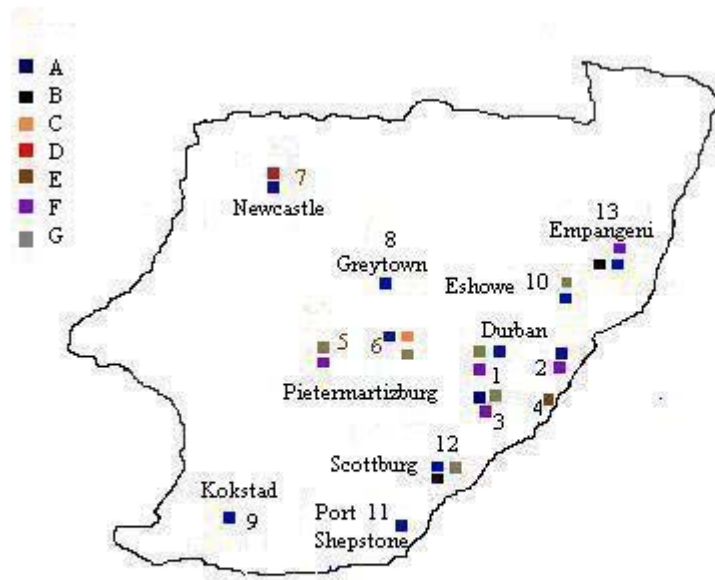 A
B
C
D
E
F
G
7
Newcastle
13
Empangeni
8
Greytown
Eshowe 10
Durban
5
6
Pietermartizburg
1
2
3
4
12
Scottburg
Kokstad
9
Port 11
Shepstone